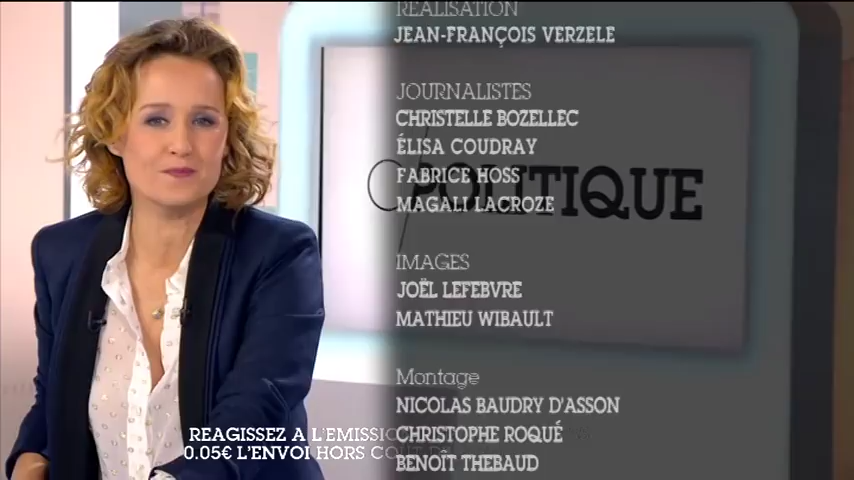 RÉALISATION
JEAN-FRANÇOIS VERZELE
JOURNALISTES
CHRISTELLE BOZELLEC
ÉLISA COUDRAY
FABRICE HOSS
MAGALI LACROZE
POLITIQUE
IMAGES
JOËL LEFEBVRE
MATHIEU WIBAULT
Montage
NICOLAS BAUDRY D'ASSON
CHRISTOPHE ROQUÉ
BENOÎT THEBAUD
REAGISSEZ A L'EMISSIO
0.05€ L'ENVOI HORS